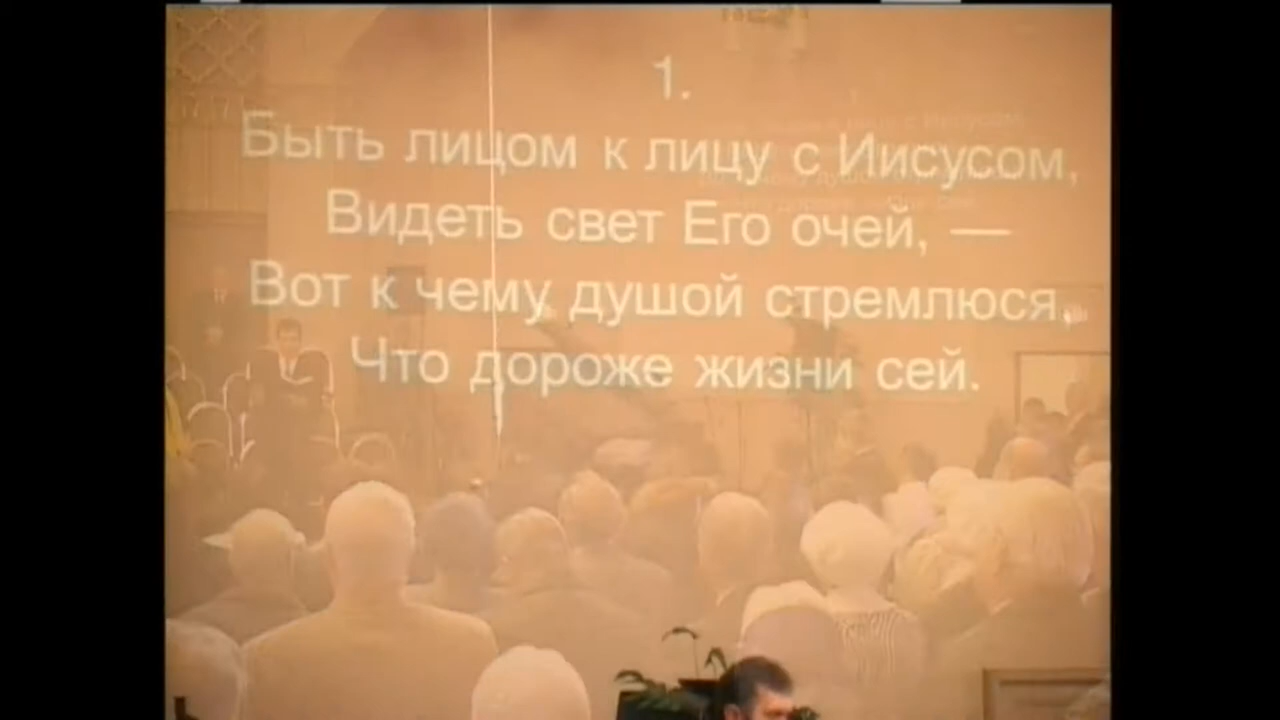 1.
Быть лицом к лицу с Иисусом,
Видеть свет Его очей, —
Вот к чему душой стремлюся,
Что дороже жизни сей.